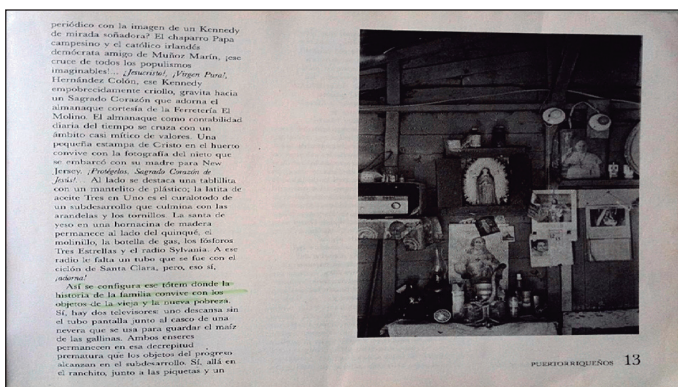 periódico con la imagen de un Kennedy
de mirada soñadora? El chaparro Papa
campesino y el católico irlandés
demócrata amigo de Muñoz Marín, ¡ese
cruce de todos los populismos
imaginables!... ¡Jesucristo!, ¡Virgen Pura!,
Hernández Colón, ese Kennedy
empobrecidamente criollo, gravita hacia
un Sagrado Corazón que adorna el
almanaque cortesía de la Ferretería El
Molino. El almanaque como contabilidad
diaria del tiempo se cruza con un
ámbito casi mítico de valores. Una
pequeña estampa de Cristo en el huerto
convive con la fotografía del nieto que
se embarcó con su madre para New
Jersey. ¡Protégelos, Sagrado Corazón de
Jesús!... Al lado se destaca una tablillita
con un mantelito de plástico; la latita de
aceite Tres en Uno es el curalotodo de
un subdesarrollo que culmina con las
arandelas y los tornillos. La santa de
yeso en una hornacina de madera
permanece al lado del quinqué, el
molinillo, la botella de gas, los fósforos
Tres Estrellas y el radio Sylvania. A ese
radio le falta un tubo que se fue con el
ciclón de Santa Clara, pero, eso sí,
¡adorna!
Así se configura ese tótem donde la
historia de la familia convive con los
objetos de la vieja y la nueva pobreza.
Sí, hay dos televisores: uno descansa sin
el tubo pantalla junto al casco de una
nevera que se usa para guardar el maíz
de las gallinas. Ambos enseres
permanecen en esa decrepitud
prematura que los objetos del progreso
alcanzan en el subdesarrollo. Sí, allá en
el ranchito, junto a las piquetas y un
PUERTORRIQUEÑOS 13